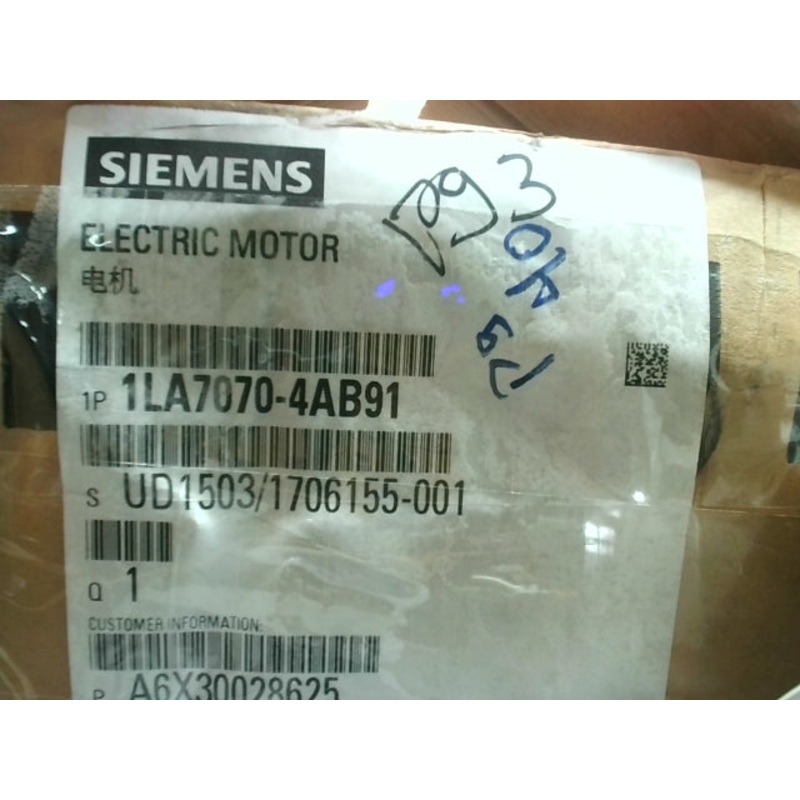 SIEMENS
ELECTRIC MOTOR
电机
1P 1LA7070-4AB91
S UD1503/1706155-001
Q 1
CUSTOMER INFORMATION:
P A6X30028625